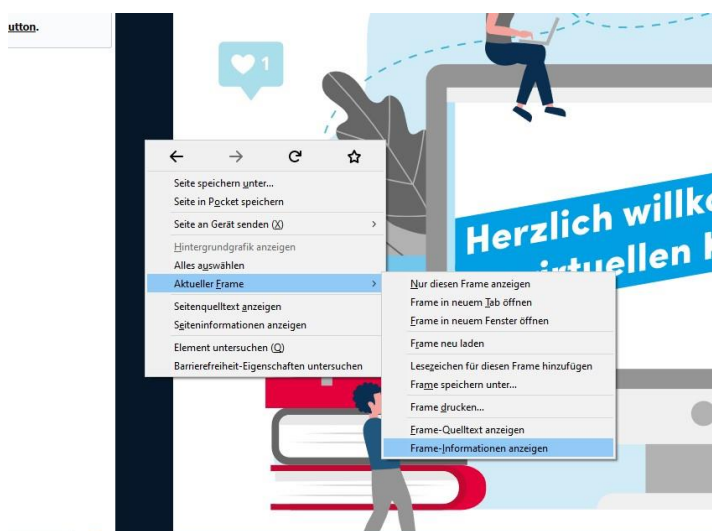 utton.
1
Herzlich willk
virtuellen
Seite speichern unter...
Seite in Pocket speichern
Seite an Gerät senden (X)
Hintergrundgrafik anzeigen
Alles auswählen
Aktueller Frame
Seitenquelltext anzeigen
Seiteninformationen anzeigen
Element untersuchen (Q)
Barrierefreiheit-Eigenschaften untersuchen
Nur diesen Frame anzeigen
Frame in neuem Tab öffnen
Frame in neuem Fenster öffnen
Frame neu laden
Lesezeichen für diesen Frame hinzufügen
Frame speichern unter...
Frame drucken...
Frame-Quelltext anzeigen
Frame-Informationen anzeigen